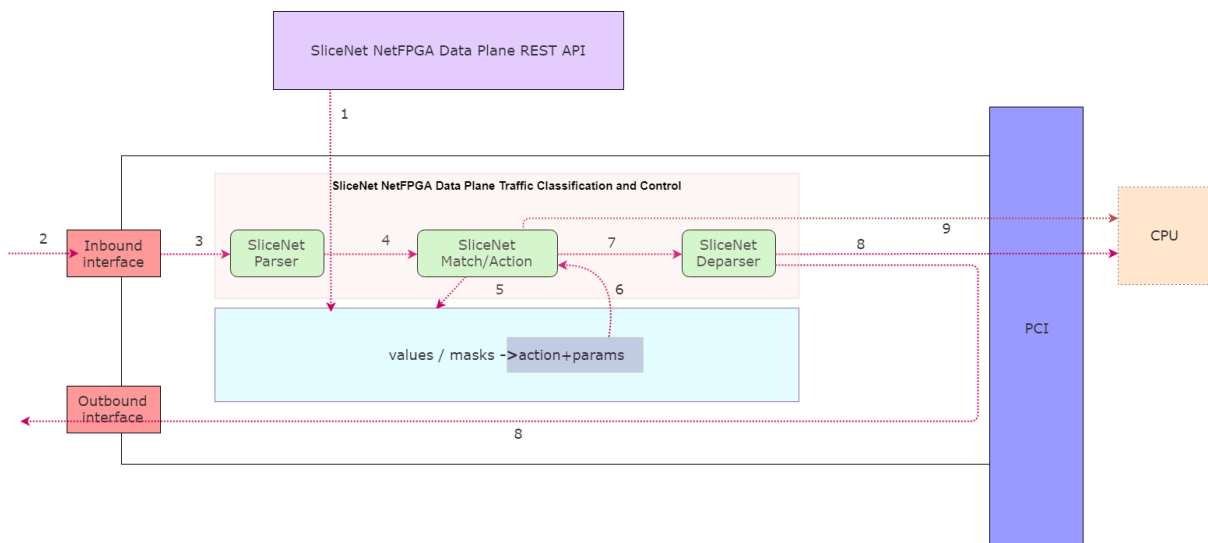 SliceNet NetFPGA Data Plane REST API
1
SliceNet NetFPGA Data Plane Traffic Classification and Control
2
Inbound
interface
3
SliceNet
Parser
4
SliceNet
Match/Action
7
SliceNet
Deparser
8
9
CPU
5
6
values / masks ->action+params
PCI
Outbound
interface
8